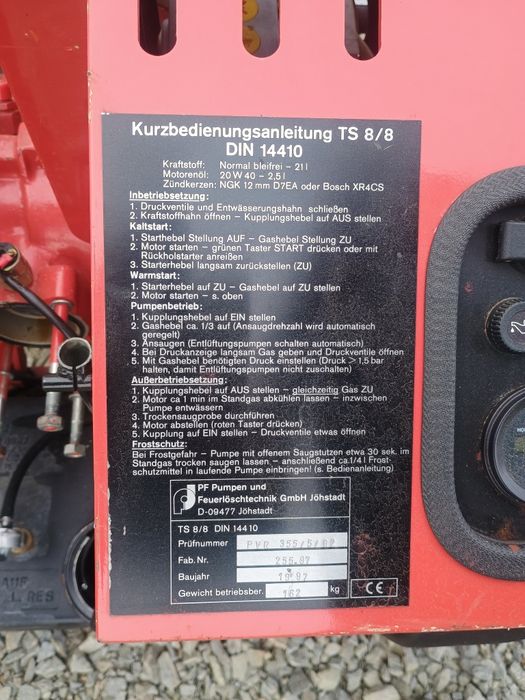 Kurzbedienungsanleitung TS 8/8
DIN 14410
Kraftstoff: Normal bleifrei – 21 l
Motorenöl: 20 W 40 – 2,5 l
Zündkerzen: NGK 12 mm D7EA oder Bosch XR4CS
Inbetriebsetzung:
1. Druckventile und Entwässerungshahn schließen
2. Kraftstoffhahn öffnen – Kupplungshebel auf AUS stellen
Kaltstart:
1. Starthebel Stellung AUF – Gashebel Stellung ZU
2. Motor starten – grünen Taster START drücken oder mit
Rückholstarter anreißen
3. Starterhebel langsam zurückstellen (ZU)
Warmstart:
1. Starterhebel auf ZU – Gashebel auf ZU stellen
2. Motor starten – s. oben
Pumpenbetrieb:
1. Kupplungshebel auf EIN stellen
2. Gashebel ca. 1/3 auf (Ansaugdrehzahl wird automatisch
geregelt)
3. Ansaugen (Entlüftungspumpen schalten automatisch)
4. Bei Druckanzeige langsam Gas geben und Druckventile öffnen
5. Mit Gashebel benötigten Druck einstellen (Druck > 1,5 bar
halten, damit Entlüftungspumpen nicht zuschalten)
Außerbetriebsetzung:
1. Kupplungshebel auf AUS stellen – gleichzeitig Gas ZU
2. Motor ca 1 min im Standgas abkühlen lassen – inzwischen
Pumpe entwässern
3. Trockensaugprobe durchführen
4. Motor abstellen (roten Taster drücken)
5. Kupplung auf EIN stellen – Druckventile etwas öffnen
Frostschutz:
Bei Frostgefahr – Pumpe mit offenem Saugstutzen etwa 30 sek. im
Standgas trocken saugen lassen – anschließend ca.1/4 l Frost-
schutzmittel in laufende Pumpe einbringen! (s. Bedienanleitung)
PF Pumpen und
Feuerlöschtechnik GmbH Jöhstadt
D-09477 Jöhstadt
TS 8/8 DIN 14410
Prüfnummer PVR 355/5/87
Fab. Nr. 255.97
Baujahr 1997
Gewicht betriebsber. 162 kg
CE
AUF
RES